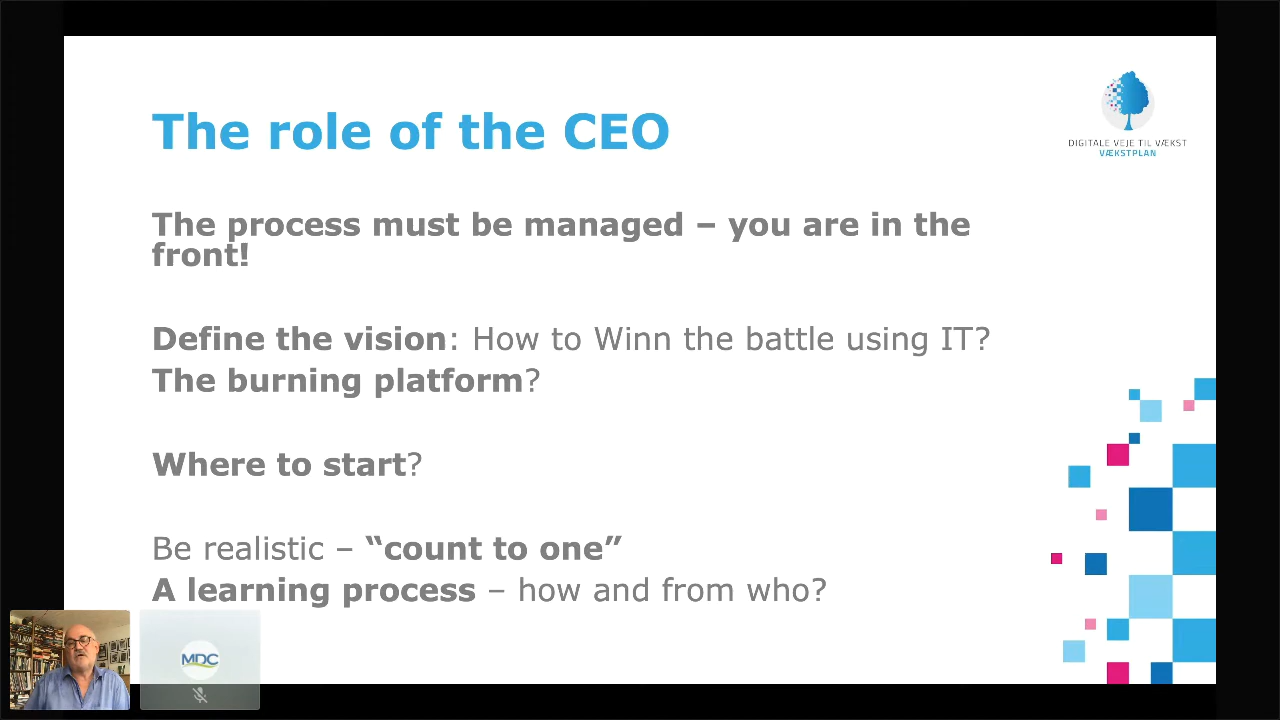 The role of the CEO
DIGITALE VEJE TIL VÆKST
VÆKSTPLAN
The process must be managed – you are in the
front!
Define the vision: How to Winn the battle using IT?
The burning platform?
Where to start?
Be realistic – “count to one”
A learning process – how and from who?
MDC